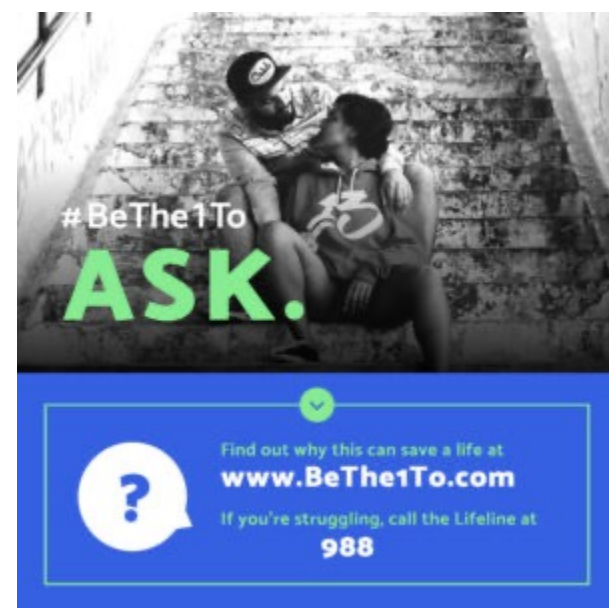 #BeThe1To
ASK.
?
Find out why this can save a life at
www.BeThe1To.com
If you're struggling, call the Lifeline at
988